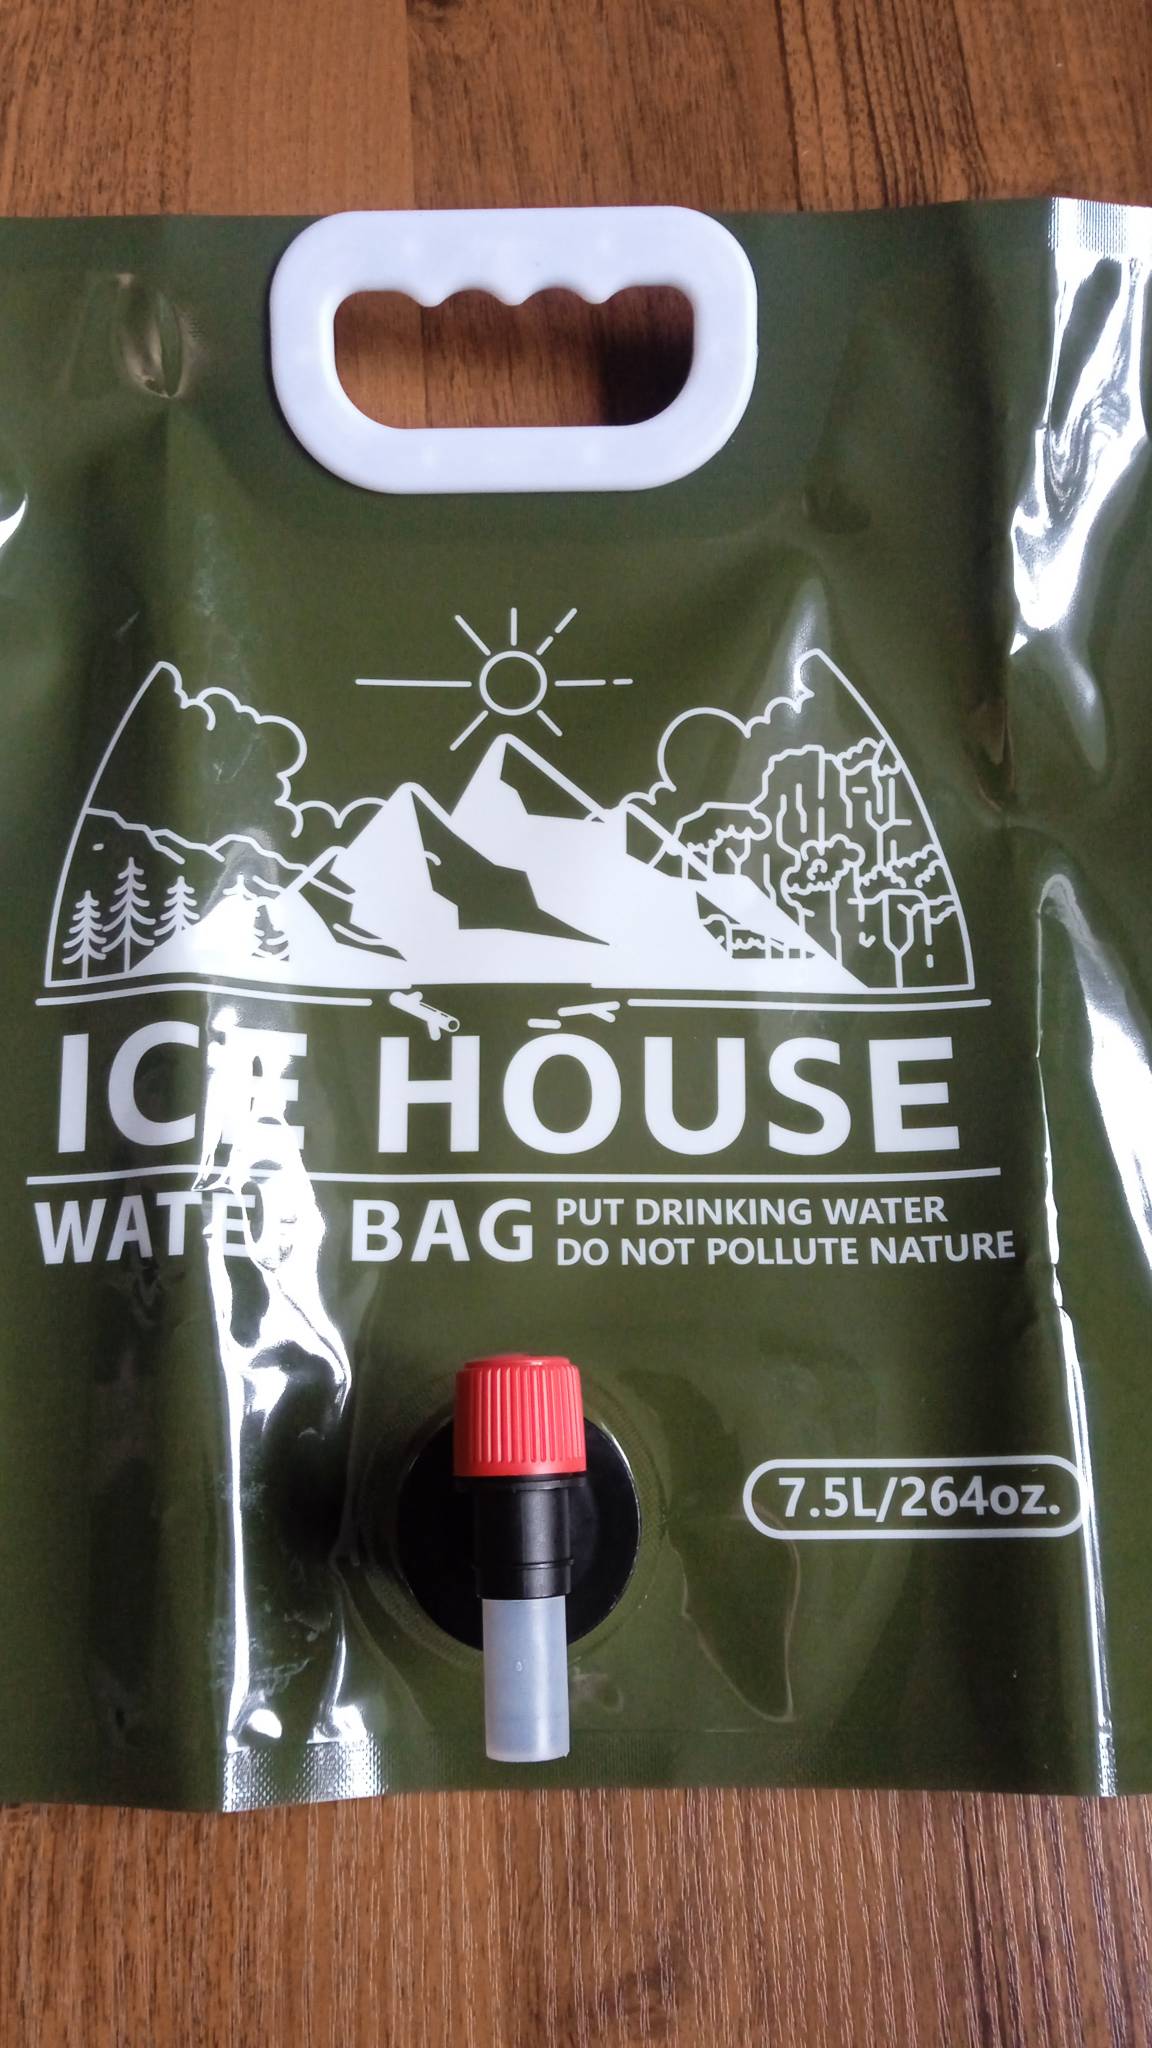 ICE HOUSE
WATER BAG
PUT DRINKING WATER
DO NOT POLLUTE NATURE
7.5L/264oz.